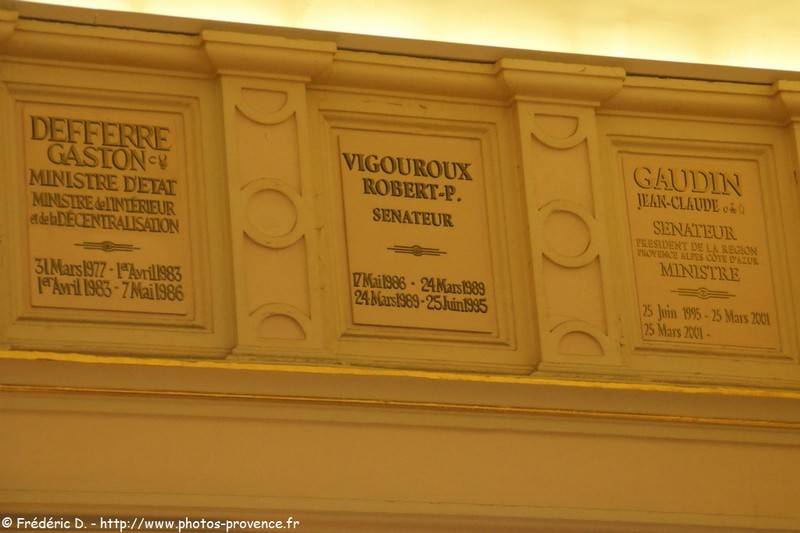 DEFFERRE
GASTON
MINISTRE D'ETAT
MINISTRE de L'INTÉRIEUR
et de la DÉCENTRALISATION
31 Mars 1977 - 1er Avril 1983
1er Avril 1983 - 7 Mai 1986
VIGOUROUX
ROBERT-P.
SENATEUR
17 Mai 1986 - 24 Mars 1989
24 Mars 1989 - 25 Juin 1995
GAUDIN
JEAN-CLAUDE
SENATEUR
PRESIDENT DE LA REGION
PROVENCE ALPES CÔTE D'AZUR
MINISTRE
25 Juin 1995 - 25 Mars 2001
25 Mars 2001 -
© Frédéric D. - http://www.photos-provence.fr